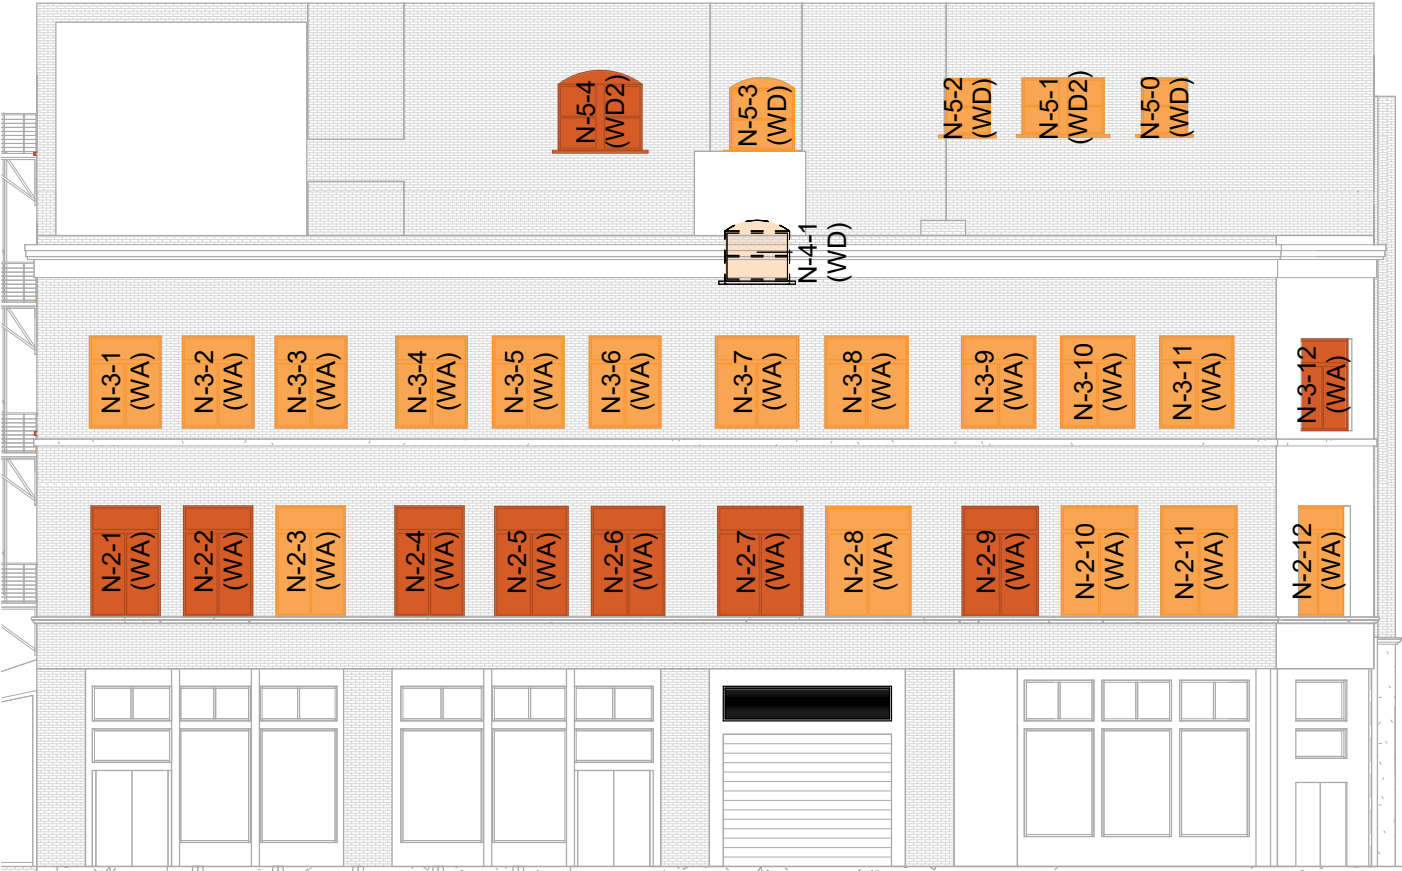 N-5-4
(WD2)
N-5-3
(WD)
N-5-2
(WD)
N-5-1
(WD2)
N-5-0
(WD)
N-4-1
(WD)
N-3-1
(WA)
N-3-2
(WA)
N-3-3
(WA)
N-3-4
(WA)
N-3-5
(WA)
N-3-6
(WA)
N-3-7
(WA)
N-3-8
(WA)
N-3-9
(WA)
N-3-10
(WA)
N-3-11
(WA)
N-3-12
(WA)
N-2-1
(WA)
N-2-2
(WA)
N-2-3
(WA)
N-2-4
(WA)
N-2-5
(WA)
N-2-6
(WA)
N-2-7
(WA)
N-2-8
(WA)
N-2-9
(WA)
N-2-10
(WA)
N-2-11
(WA)
N-2-12
(WA)